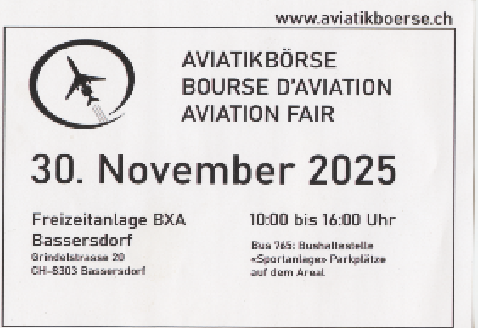 www.aviatikboerse.ch
AVIATIKBÖRSE
BOURSE D'AVIATION
AVIATION FAIR
30. November 2025
Freizeitanlage BXA
Bassersdorf
Grindelstrasse 20
CH-8303 Bassersdorf
10:00 bis 16:00 Uhr
Bus 765: Bushaltestelle
«Sportanlage» Parkplätze
auf dem Areal